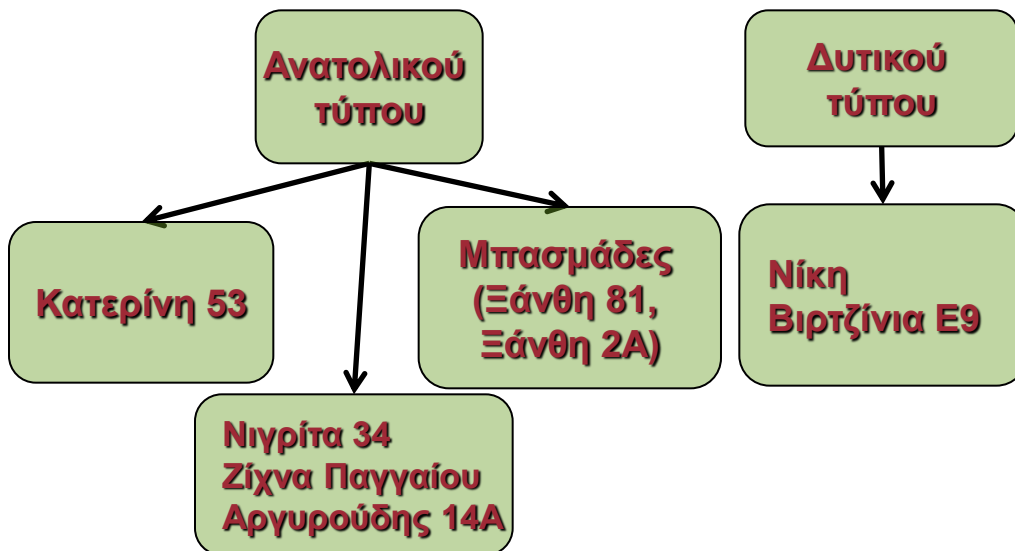 Ανατολικού
τύπου
Δυτικού
τύπου
Κατερίνη 53
Μπασμάδες
(Ξάνθη 81,
Ξάνθη 2Α)
Νίκη
Βιρτζίνια Ε9
Νιγρίτα 34
Ζίχνα Παγγαίου
Αργυρούδης 14Α